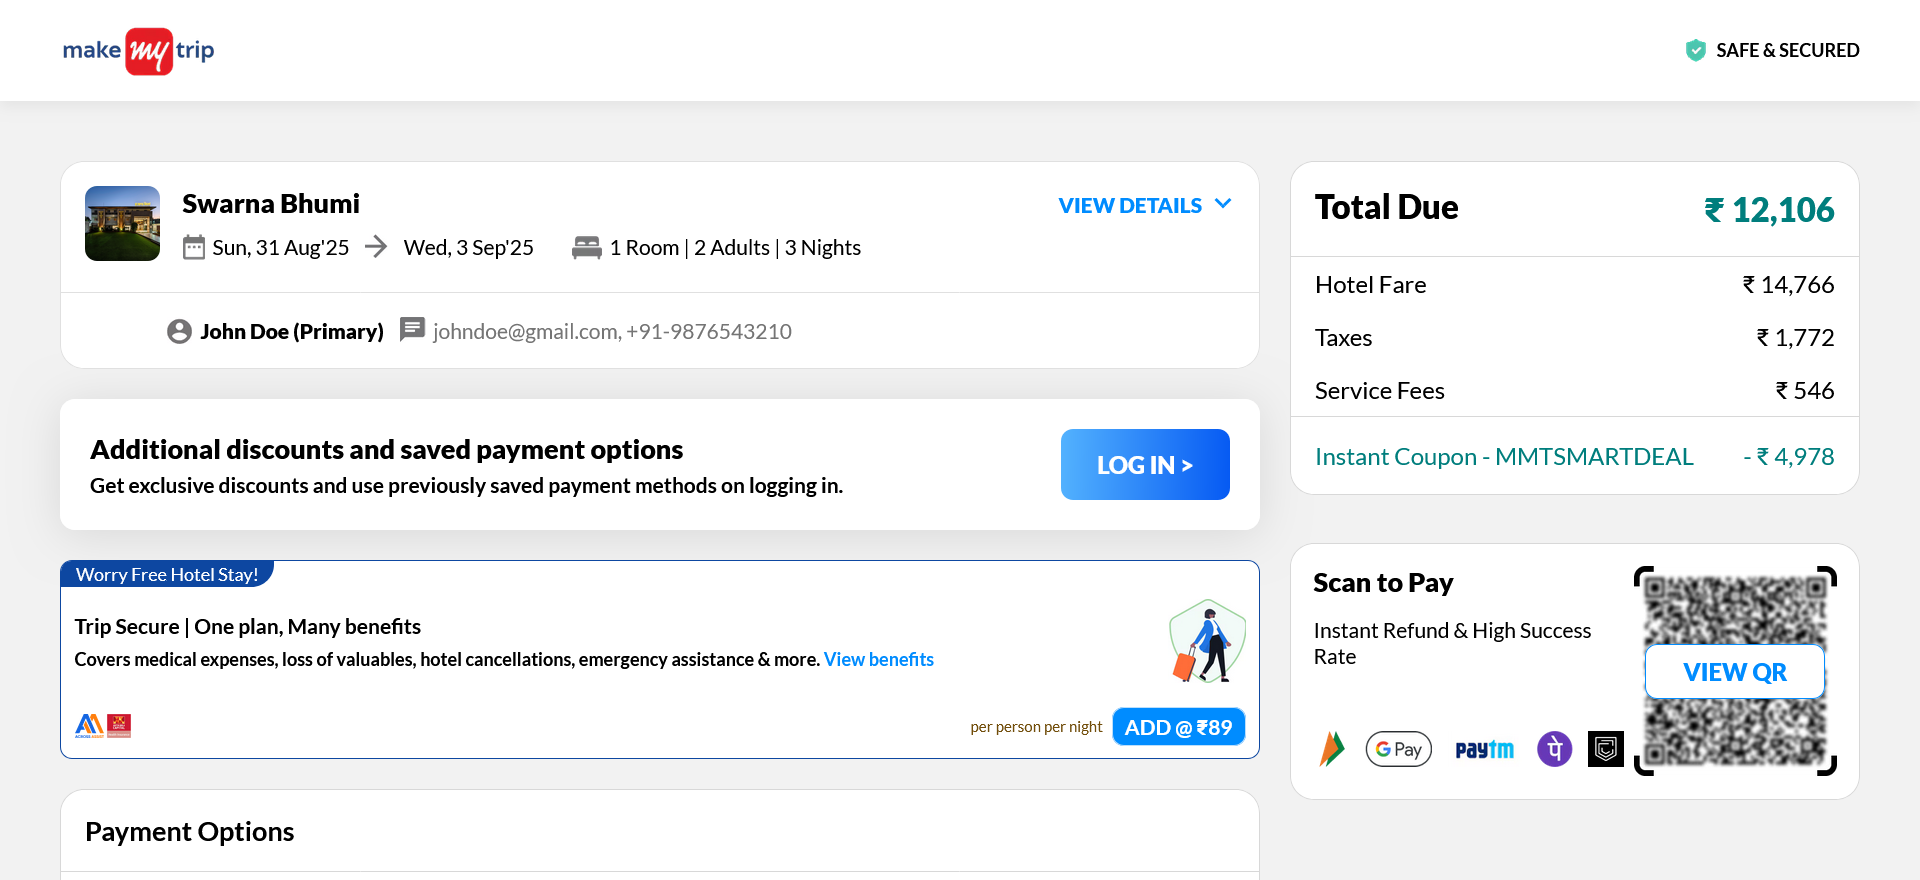 make my trip
SAFE & SECURED
Swarna Bhumi
VIEW DETAILS
Sun, 31 Aug'25 Wed, 3 Sep'25 1 Room | 2 Adults | 3 Nights
John Doe (Primary) johndoe@gmail.com, +91-9876543210
Additional discounts and saved payment options
Get exclusive discounts and use previously saved payment methods on logging in.
LOG IN >
Worry Free Hotel Stay!
Trip Secure | One plan, Many benefits
Covers medical expenses, loss of valuables, hotel cancellations, emergency assistance & more. View benefits
per person per night ADD @ ₹89
Payment Options
Total Due ₹ 12,106
Hotel Fare ₹ 14,766
Taxes ₹ 1,772
Service Fees ₹ 546
Instant Coupon - MMTSMARTDEAL - ₹ 4,978
Scan to Pay
Instant Refund & High Success
Rate
VIEW QR
G Pay paytm पे